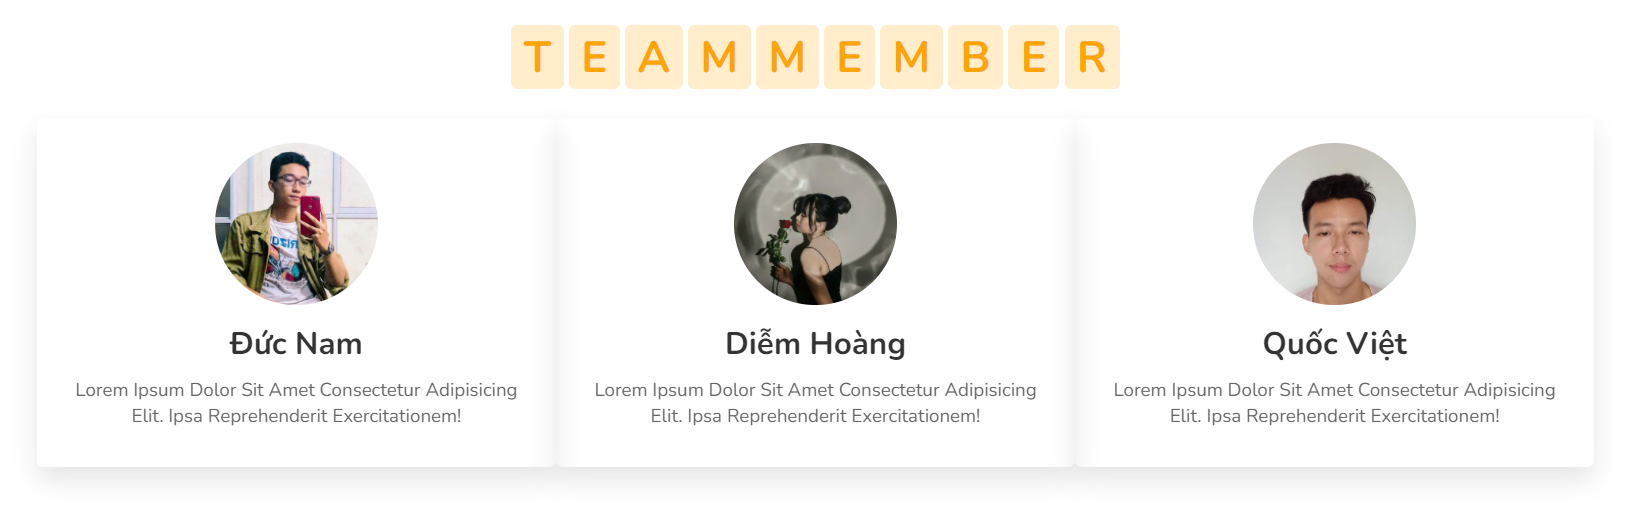 TEAMMEMBER
Đức Nam
Lorem Ipsum Dolor Sit Amet Consectetur Adipisicing
Elit. Ipsa Reprehenderit Exercitationem!
Diễm Hoàng
Lorem Ipsum Dolor Sit Amet Consectetur Adipisicing
Elit. Ipsa Reprehenderit Exercitationem!
Quốc Việt
Lorem Ipsum Dolor Sit Amet Consectetur Adipisicing
Elit. Ipsa Reprehenderit Exercitationem!